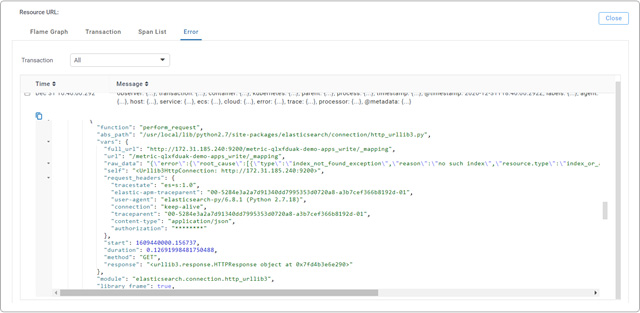 Resource URL:
Close
Flame Graph Transaction Span List Error
Transaction All
Time Message
Dec 31 18:40:00.292 observer: {...}, transaction: {...}, container: {...}, kubernetes: {...}, parent: {...}, process: {...}, timestamp: {...}, @timestamp: 2020-12-31T18:40:00.292Z, labels: {...}, agent:
{...}, host: {...}, service: {...}, ecs: {...}, cloud: {...}, error: {...}, trace: {...}, processor: {...}, @metadata: {...}
{
"function": "perform_request",
"abs_path": "/usr/local/lib/python2.7/site-packages/elasticsearch/connection/http_urllib3.py",
"vars": {
"full_url": "http://172.31.185.240:9200/metric-qlxfduak-demo-apps_write/_mapping",
"url": "/metric-qlxfduak-demo-apps_write/_mapping",
"raw_data": "{\"error\":{\"root_cause\":[{\"type\":\"index_not_found_exception\",\"reason\":\"no such index\",\"resource.type\":\"index_or_
"self": "<Urllib3HttpConnection: http://172.31.185.240:9200>",
"request_headers": {
"tracestate": "es=s:1.0",
"elastic-apm-traceparent": "00-5284e3a2a7d91340dd7995353d0720a8-a3b7cef366b8192d-01",
"user-agent": "elasticsearch-py/6.8.1 (Python 2.7.18)",
"connection": "keep-alive",
"traceparent": "00-5284e3a2a7d91340dd7995353d0720a8-a3b7cef366b8192d-01",
"content-type": "application/json",
"authorization": "********"
},
"start": 1609440000.156737,
"duration": 0.12691998481750488,
"method": "GET",
"response": "<urllib3.response.HTTPResponse object at 0x7fd4b3e6e290>"
},
"module": "elasticsearch.connection.http_urllib3",
"library_frame": true,